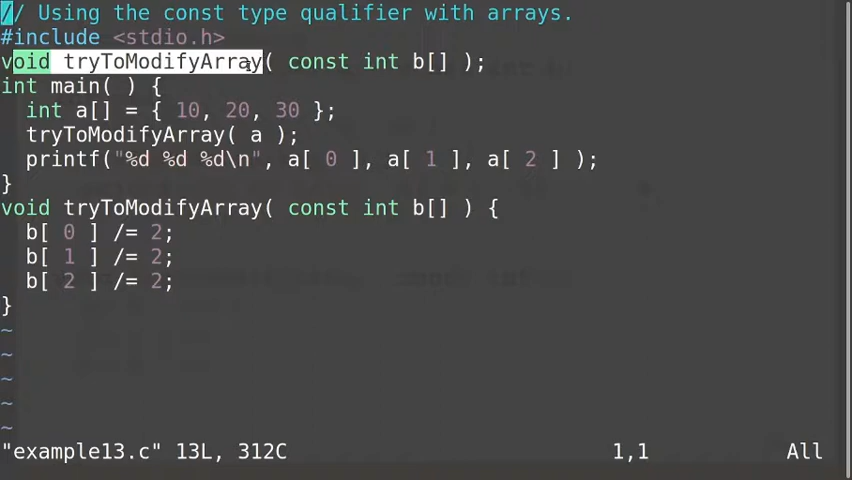 // Using the const type qualifier with arrays.
#include <stdio.h>
void tryToModifyArray( const int b[] );
int main( ) {
  int a[] = { 10, 20, 30 };
  tryToModifyArray( a );
  printf("%d %d %d\n", a[ 0 ], a[ 1 ], a[ 2 ] );
}
void tryToModifyArray( const int b[] ) {
  b[ 0 ] /= 2;
  b[ 1 ] /= 2;
  b[ 2 ] /= 2;
}
~
~
~
~
~
"example13.c" 13L, 312C 1,1 All